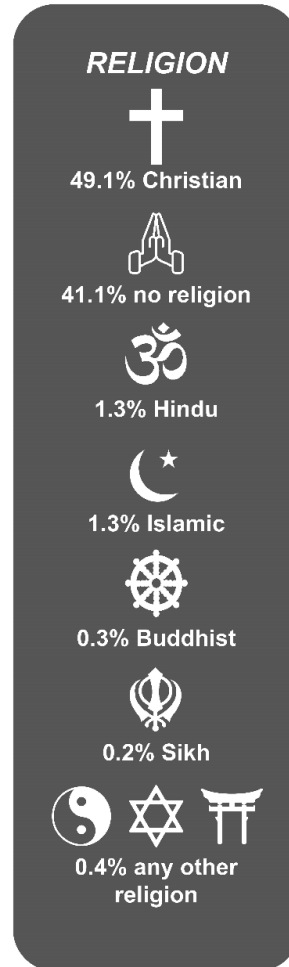 RELIGION
49.1% Christian
41.1% no religion
1.3% Hindu
1.3% Islamic
0.3% Buddhist
0.2% Sikh
0.4% any other
religion